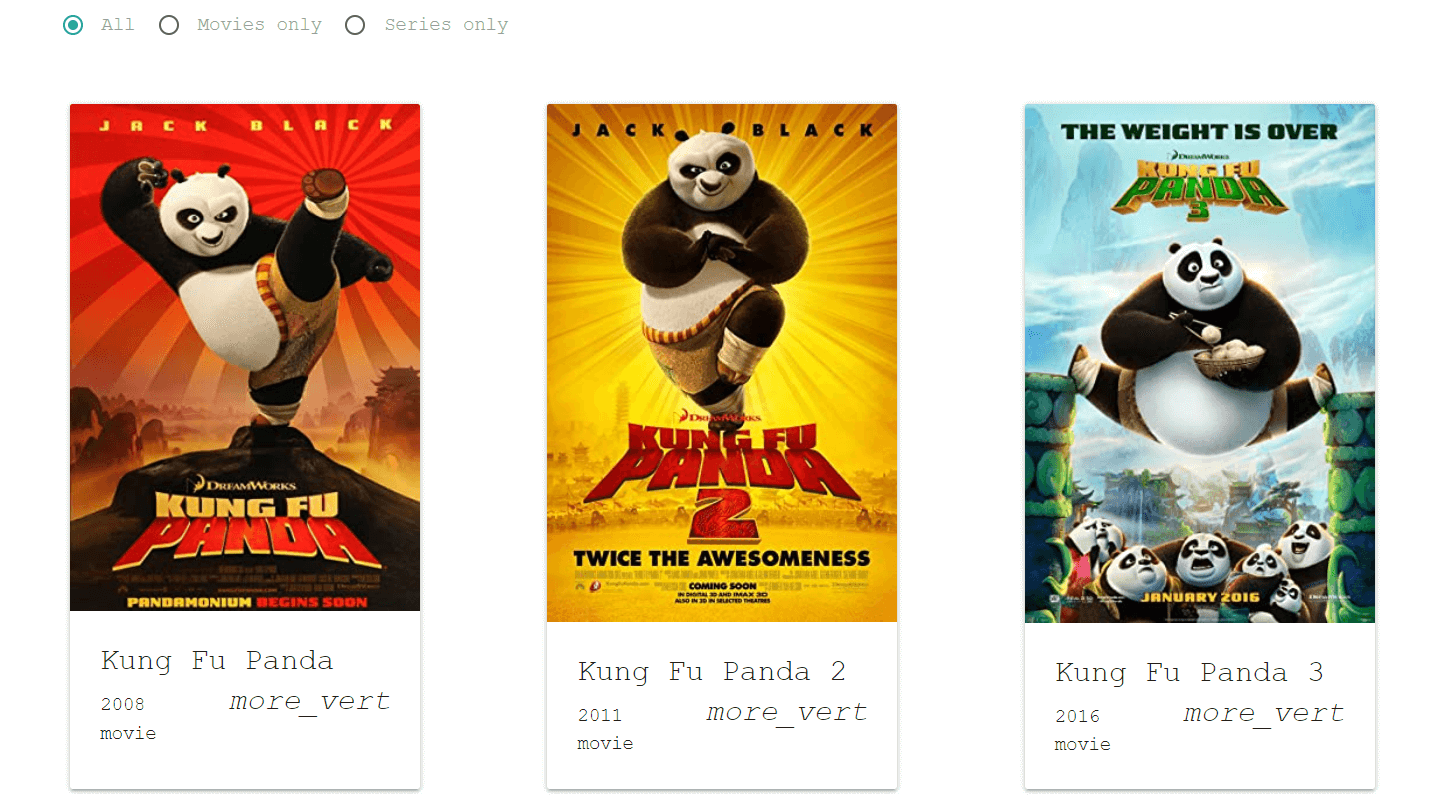 All Movies only Series only
JACK BLACK
DREAMWORKS
KUNG FU
PANDA
PANDAMONIUM BEGINS SOON
Kung Fu Panda
2008 more_vert
movie
JACK BLACK
DREAMWORKS
KUNG FU
PANDA
2
TWICE THE AWESOMENESS
COMING SOON
IN DIGITAL 3D AND IMAX 3D
ALSO IN 2D IN SELECTED THEATRES
Kung Fu Panda 2
2011 more_vert
movie
THE WEIGHT IS OVER
DREAMWORKS
KUNG FU
PANDA
3
JANUARY 2016
Kung Fu Panda 3
2016 more_vert
movie